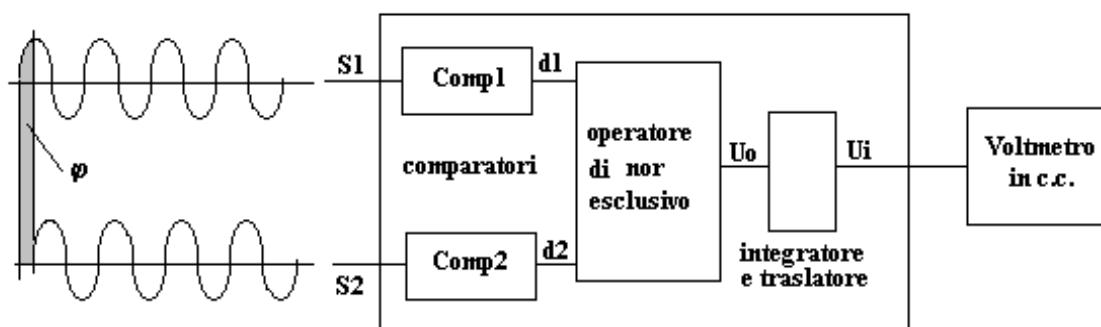 S1
Comp1
d1
φ
comparatori
operatore
di nor
esclusivo
Uo
Ui
Voltmetro
in c.c.
S2
Comp2
d2
integratore
e traslatore